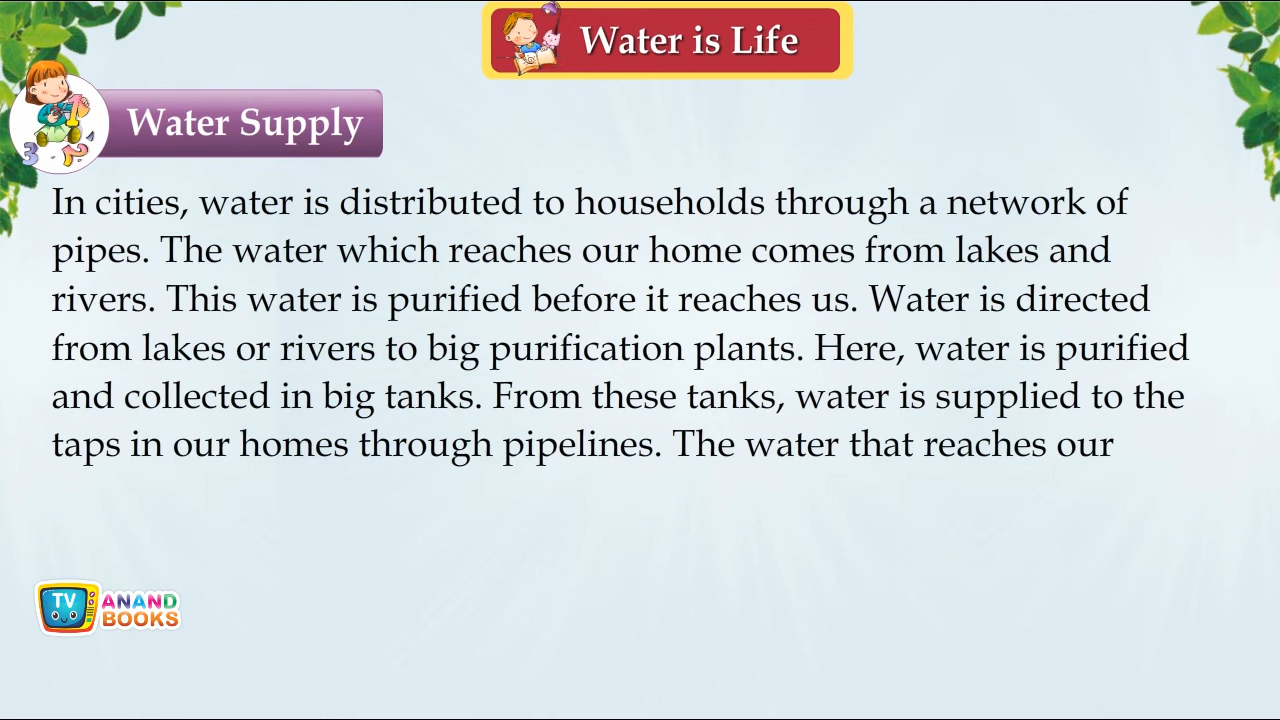 Water is Life
Water Supply
In cities, water is distributed to households through a network of
pipes. The water which reaches our home comes from lakes and
rivers. This water is purified before it reaches us. Water is directed
from lakes or rivers to big purification plants. Here, water is purified
and collected in big tanks. From these tanks, water is supplied to the
taps in our homes through pipelines. The water that reaches our
TV
ANAND
BOOKS